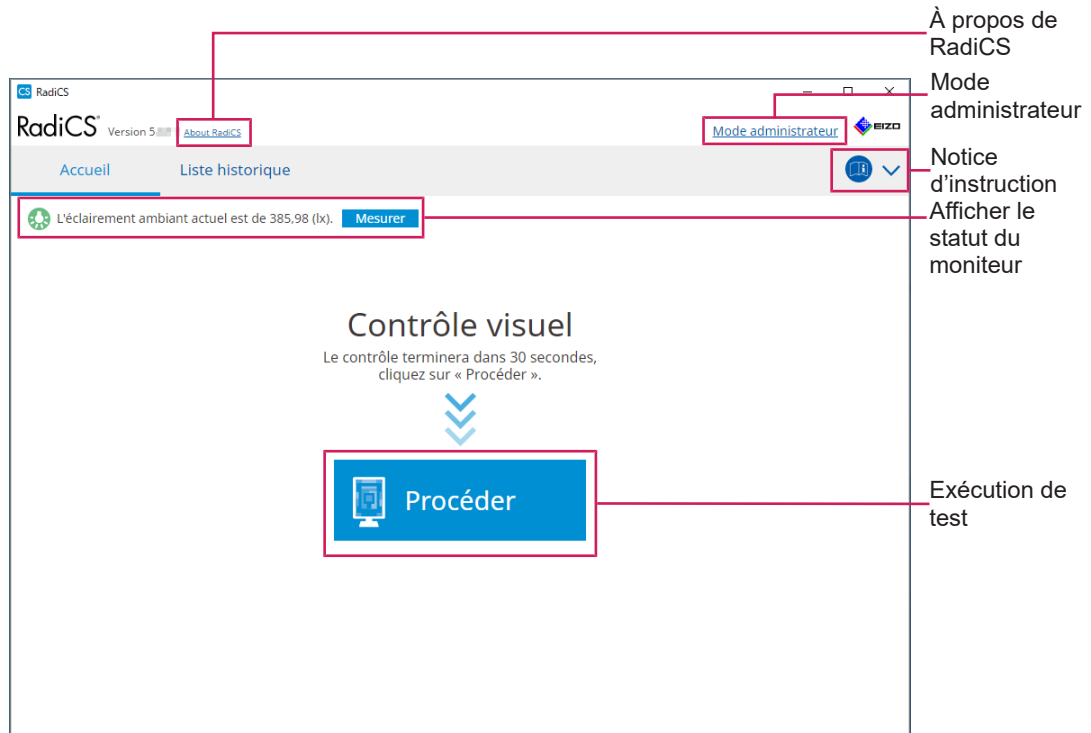 À propos de
RadiCS
Mode
administrateur
Notice
d'instruction
Afficher le
statut du
moniteur
Exécution de
test
CS RadiCS
RadiCS Version 5. About RadiCS
Mode administrateur
EIZO
Accueil
Liste historique
L'éclairement ambiant actuel est de 385,98 (lx). Mesurer
Contrôle visuel
Le contrôle terminera dans 30 secondes,
cliquez sur « Procéder ».
Procéder